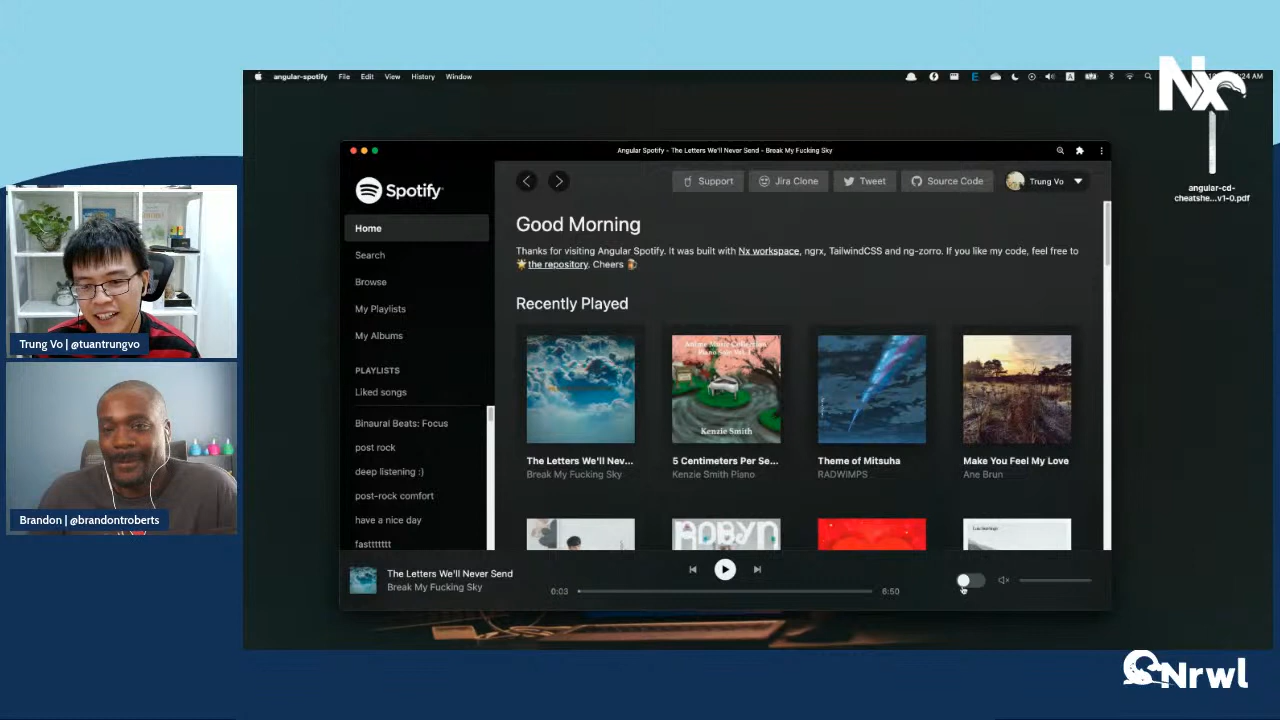 angular-spotify File Edit View History Window
:24 AM
Nx
angular-cd-
cheatshe...v1-0.pdf
Angular Spotify - The Letters We'll Never Send - Break My Fucking Sky
Spotify
Support
Jira Clone
Tweet
Source Code
Trung Vo
Home
Search
Browse
My Playlists
My Albums
PLAYLISTS
Liked songs
Binaural Beats: Focus
post rock
deep listening :)
post-rock comfort
have a nice day
fasttttttt
Good Morning
Thanks for visiting Angular Spotify. It was built with Nx workspace, ngrx, TailwindCSS and ng-zorro. If you like my code, feel free to
🌟the repository. Cheers 🍻
Recently Played
Anime Music Collection
Kenzie Smith
The Letters We'll Nev...
Break My Fucking Sky
5 Centimeters Per Se...
Kenzie Smith Piano
Theme of Mitsuha
RADWIMPS
Make You Feel My Love
Ane Brun
ROBYN
The Letters We'll Never Send
Break My Fucking Sky
0:03
6:50
Trung Vo | @tuantrungvo
Brandon | @brandontroberts
Nrwl